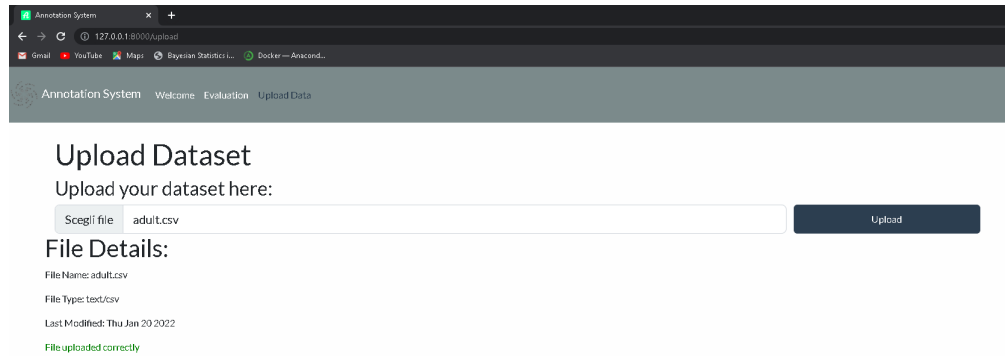 Annotation System
127.0.0.1:8000/upload
Gmail YouTube Maps Bayesian Statistics i... Docker — Anacond...
Annotation System Welcome Evaluation Upload Data
Upload Dataset
Upload your dataset here:
Scegli file adult.csv Upload
File Details:
File Name: adult.csv
File Type: text/csv
Last Modified: Thu Jan 20 2022
File uploaded correctly